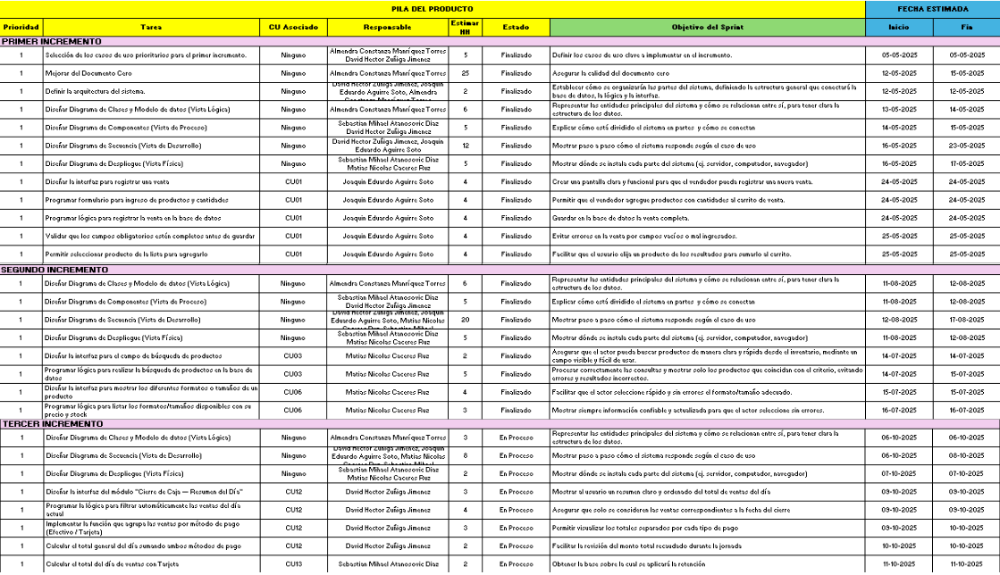 PILA DEL PRODUCTO FECHA ESTIMADA
Prioridad Tarea CU Asociado Responsable Estimar HH Estado Objetivo del Sprint Inicio Fin
PRIMER INCREMENTO
1 Selección de los casos de uso prioritarios para el primer incremento. Ninguno Almendra Constanza Manríquez Torres David Hector Zuñiga Jimenez 5 Finalizado Definir los casos de uso clave a implementar en el incremento. 05-05-2025 05-05-2025
1 Mejorar del Documento Cero Ninguno Almendra Constanza Manríquez Torres 25 Finalizado Asegurar la calidad del documento cero 12-05-2025 15-05-2025
1 Definir la arquitectura del sistema. Ninguno David Hector Zuñiga Jimenez, Joaquin Eduardo Aguirre Soto, Almendra 2 Finalizado Establecer cómo se organizarán las partes del sistema, definiendo la estructura general que conectará la base de datos, la lógica y la interfaz. 12-05-2025 12-05-2025
1 Diseñar Diagrama de Clases y Modelo de datos (Vista Lógica) Ninguno Almendra Constanza Manríquez Torres 6 Finalizado Representar las entidades principales del sistema y cómo se relacionan entre sí, para tener clara la estructura de los datos. 13-05-2025 14-05-2025
1 Diseñar Diagrama de Componentes (Vista de Proceso) Ninguno Sebastian Mihael Atanosovic Diaz David Hector Zuñiga Jimenez 5 Finalizado Explicar cómo está dividido el sistema en partes y cómo se conectan 14-05-2025 15-05-2025
1 Diseñar Diagrama de Secuencia (Vista de Desarrollo) Ninguno David Hector Zuñiga Jimenez, Joaquin Eduardo Aguirre Soto 12 Finalizado Mostrar paso a paso cómo el sistema responde según el caso de uso 16-05-2025 23-05-2025
1 Diseñar Diagrama de Despliegue (Vista Física) Ninguno Sebastian Mihael Atanosovic Diaz Matias Nicolas Caceres Ruz 5 Finalizado Mostrar dónde se instala cada parte del sistema (ej. servidor, computador, navegador) 16-05-2025 17-05-2025
1 Diseñar la interfaz para registrar una venta CU01 Joaquin Eduardo Aguirre Soto 4 Finalizado Crear una pantalla clara y funcional para que el vendedor pueda registrar una nueva venta. 24-05-2025 24-05-2025
1 Programar formulario para ingreso de productos y cantidades CU01 Joaquin Eduardo Aguirre Soto 4 Finalizado Permitir que el vendedor agregue productos con cantidades al carrito de venta. 24-05-2025 24-05-2025
1 Programar lógica para registrar la venta en la base de datos CU01 Joaquin Eduardo Aguirre Soto 4 Finalizado Guardar en la base de datos la venta completa. 24-05-2025 24-05-2025
1 Validar que los campos obligatorios estén completos antes de guardar CU01 Joaquin Eduardo Aguirre Soto 4 Finalizado Evitar errores en la venta por campos vacíos o mal ingresados. 25-05-2025 25-05-2025
1 Permitir seleccionar producto de la lista para agregarlo CU01 Joaquin Eduardo Aguirre Soto 4 Finalizado Facilitar que el usuario elija un producto de los resultados para sumarlo al carrito. 25-05-2025 25-05-2025
SEGUNDO INCREMENTO
1 Diseñar Diagrama de Clases y Modelo de datos (Vista Lógica) Ninguno Almendra Constanza Manríquez Torres 6 Finalizado Representar las entidades principales del sistema y cómo se relacionan entre sí, para tener clara la estructura de los datos. 11-08-2025 12-08-2025
1 Diseñar Diagrama de Componentes (Vista de Proceso) Ninguno Sebastian Mihael Atanosovic Diaz David Hector Zuñiga Jimenez 5 Finalizado Explicar cómo está dividido el sistema en partes y cómo se conectan 11-08-2025 12-08-2025
1 Diseñar Diagrama de Secuencia (Vista de Desarrollo) Ninguno David Hector Zuñiga Jimenez, Joaquin Eduardo Aguirre Soto, Matias Nicolas 20 Finalizado Mostrar paso a paso cómo el sistema responde según el caso de uso 12-08-2025 17-08-2025
1 Diseñar Diagrama de Despliegue (Vista Física) Ninguno Sebastian Mihael Atanosovic Diaz Matias Nicolas Caceres Ruz 5 Finalizado Mostrar dónde se instala cada parte del sistema (ej. servidor, computador, navegador) 11-08-2025 12-08-2025
1 Diseñar la interfaz para el campo de búsqueda de productos CU03 Matias Nicolas Caceres Ruz 2 Finalizado Asegurar que el actor pueda buscar productos de manera clara y rápida desde el inventario, mediante un campo visible y fácil de usar. 14-07-2025 14-07-2025
1 Programar lógica para realizar la búsqueda de productos en la base de datos CU03 Matias Nicolas Caceres Ruz 5 Finalizado Procesar correctamente las consultas y mostrar solo los productos que coincidan con el criterio, evitando errores y resultados incorrectos. 14-07-2025 15-07-2025
1 Diseñar la interfaz para mostrar los diferentes formatos o tamaños de un producto CU06 Matias Nicolas Caceres Ruz 4 Finalizado Facilitar que el actor seleccione rápido y sin errores el formato/tamaño adecuado. 15-07-2025 15-07-2025
1 Programar lógica para listar los formatos/tamaños disponibles con su precio y stock CU06 Matias Nicolas Caceres Ruz 3 Finalizado Mostrar siempre información confiable y actualizada para que el actor seleccione sin errores. 16-07-2025 16-07-2025
TERCER INCREMENTO
1 Diseñar Diagrama de Clases y Modelo de datos (Vista Lógica) Ninguno Almendra Constanza Manríquez Torres 3 En Proceso Representar las entidades principales del sistema y cómo se relacionan entre sí, para tener clara la estructura de los datos. 06-10-2025 06-10-2025
1 Diseñar Diagrama de Secuencia (Vista de Desarrollo) Ninguno David Hector Zuñiga Jimenez, Joaquin Eduardo Aguirre Soto, Matias Nicolas 8 En Proceso Mostrar paso a paso cómo el sistema responde según el caso de uso 06-10-2025 08-10-2025
1 Diseñar Diagrama de Despliegue (Vista Física) Ninguno Sebastian Mihael Atanosovic Diaz Matias Nicolas Caceres Ruz 2 En Proceso Mostrar dónde se instala cada parte del sistema (ej. servidor, computador, navegador) 07-10-2025 07-10-2025
1 Diseñar la interfaz del módulo "Cierre de Caja — Resumen del Día" CU12 David Hector Zuñiga Jimenez 3 En Proceso Mostrar al usuario un resumen claro y ordenado del total de ventas del día 09-10-2025 09-10-2025
1 Programar la lógica para filtrar automáticamente las ventas del día actual CU12 David Hector Zuñiga Jimenez 4 En Proceso Asegurar que solo se consideren las ventas correspondientes a la fecha del cierre 09-10-2025 09-10-2025
1 Implementar la función que agrupa las ventas por método de pago (Efectivo / Tarjeta) CU12 David Hector Zuñiga Jimenez 3 En Proceso Permitir visualizar los totales separados por cada tipo de pago 09-10-2025 10-10-2025
1 Calcular el total general del día sumando ambos métodos de pago CU12 David Hector Zuñiga Jimenez 2 En Proceso Facilitar la revisión del monto total recaudado durante la jornada 10-10-2025 10-10-2025
1 Calcular el total del día de ventas con Tarjeta CU13 Sebastian Mihael Atanosovic Diaz 2 En Proceso Obtener la base sobre la cual se aplicará la retención 11-10-2025 11-10-2025